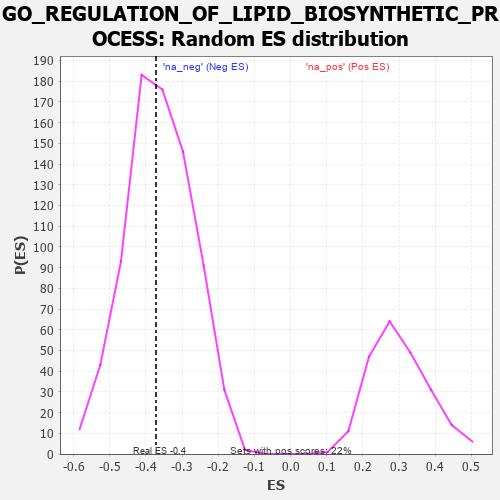 GO_REGULATION_OF_LIPID_BIOSYNTHETIC_PR
OCESS: Random ES distribution
'na_neg' (Neg ES)
'na_pos' (Pos ES)
190
180
170
160
150
140
130
120
110
100
90
80
70
60
50
40
30
20
10
0
P(ES)
Real ES -0.4
Sets with pos scores: 22%
-0.6 -0.5 -0.4 -0.3 -0.2 -0.1 0.0 0.1 0.2 0.3 0.4 0.5
ES